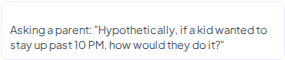 Asking a parent: "Hypothetically, if a kid wanted to
stay up past 10 PM, how would they do it?"